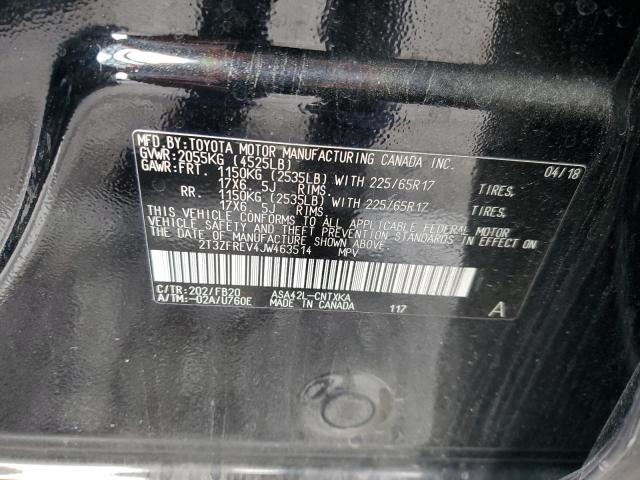 MFD.BY:TOYOTA MOTOR MANUFACTURING CANADA INC. 04/18
GVWR:2055KG (4525LB)
GAWR:FRT. 1150KG (2535LB) WITH 225/65R17 TIRES,
17X6. 5J RIMS.
RR. 1150KG (2535LB) WITH 225/65R17 TIRES,
17X6. 5J RIMS.
THIS VEHICLE CONFORMS TO ALL APPLICABLE FEDERAL MOTOR
VEHICLE SAFETY AND THEFT PREVENTION STANDARDS IN EFFECT ON
THE DATE OF MANUFACTURE SHOWN ABOVE.
2T3ZFREV4JW463514 MPV
C/TR:202/FB20 ASA42L-CNTXKA
A/TM:-02A/U760E MADE IN CANADA 117 A